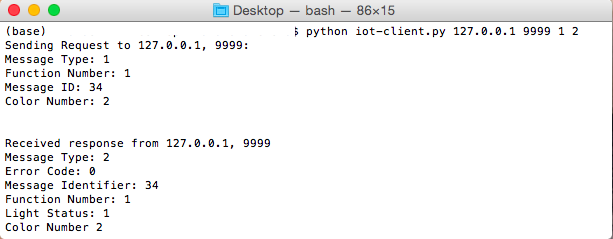 Desktop — bash — 86×15
(base) $ python iot-client.py 127.0.0.1 9999 1 2
Sending Request to 127.0.0.1, 9999:
Message Type: 1
Function Number: 1
Message ID: 34
Color Number: 2
Received response from 127.0.0.1, 9999
Message Type: 2
Error Code: 0
Message Identifier: 34
Function Number: 1
Light Status: 1
Color Number 2